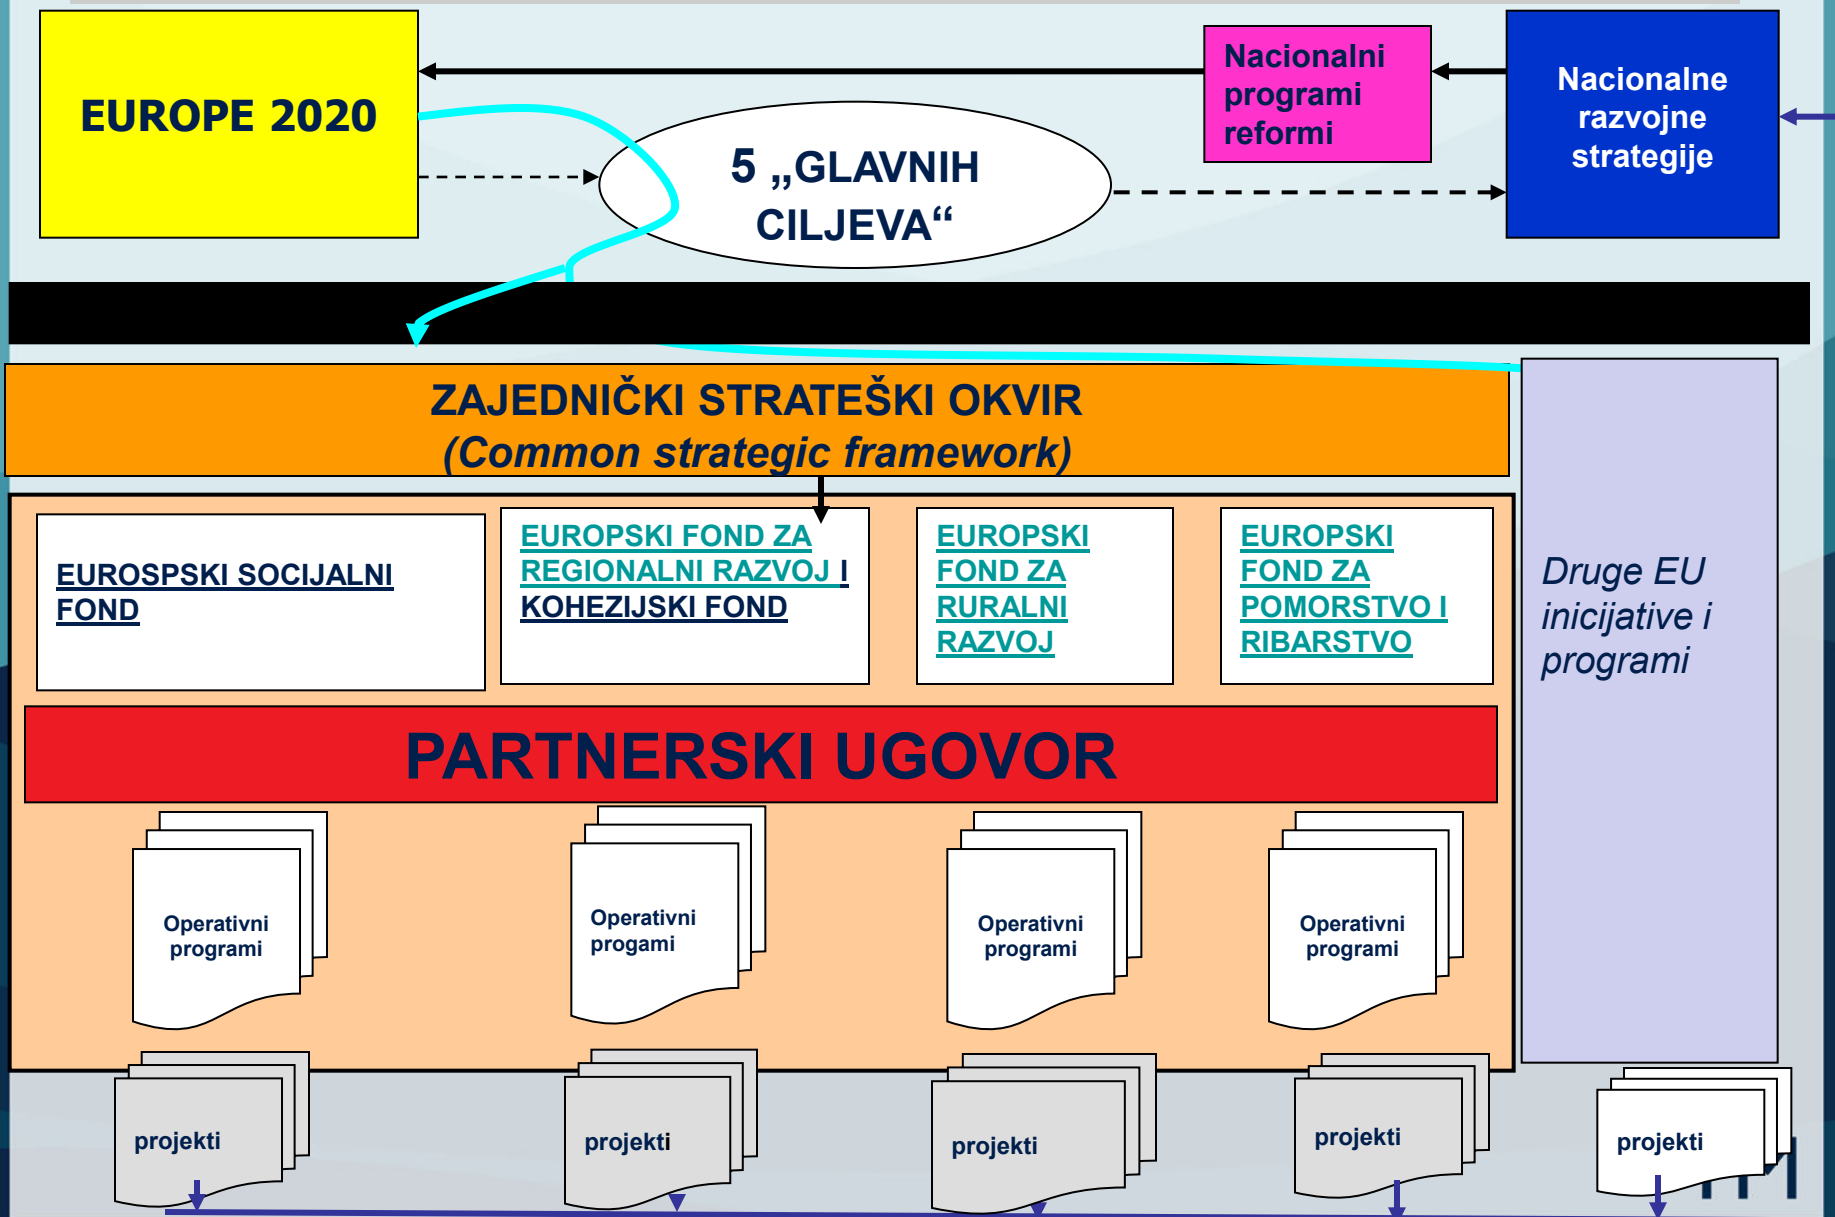 EUROPE 2020
5 „GLAVNIH
CILJEVA“
Nacionalni
programi
reformi
Nacionalne
razvojne
strategije
ZAJEDNIČKI STRATEŠKI OKVIR
(Common strategic framework)
EUROSPSKI SOCIJALNI
FOND
EUROPSKI FOND ZA
REGIONALNI RAZVOJ I
KOHEZIJSKI FOND
EUROPSKI
FOND ZA
RURALNI
RAZVOJ
EUROPSKI
FOND ZA
POMORSTVO I
RIBARSTVO
Druge EU
inicijative i
programi
PARTNERSKI UGOVOR
Operativni
programi
Operativni
progami
Operativni
programi
Operativni
programi
projekti
projekti
projekti
projekti
projekti